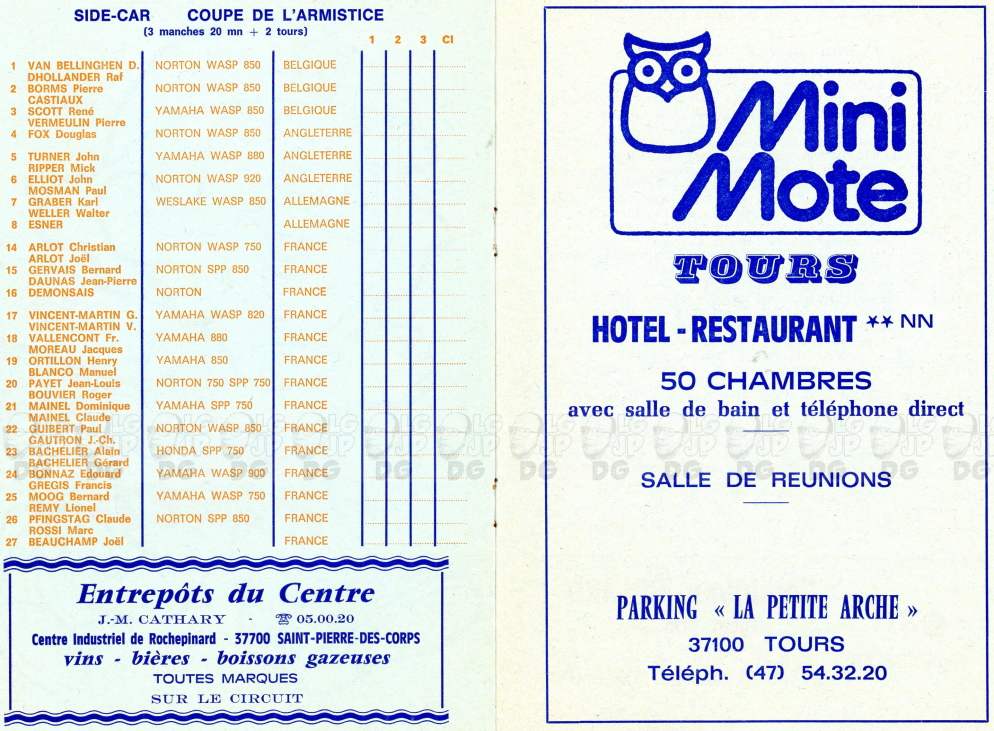 SIDE-CAR COUPE DE L'ARMISTICE
(3 manches 20 mn + 2 tours)
1 2 3 Cl
1 VAN BELLINGHEN D. NORTON WASP 850 BELGIQUE
DHOLLANDER Raf
2 BORMS Pierre NORTON WASP 850 BELGIQUE
CASTIAUX
3 SCOTT René YAMAHA WASP 850 BELGIQUE
VERMEULIN Pierre
4 FOX Douglas NORTON WASP 850 ANGLETERRE
5 TURNER John YAMAHA WASP 880 ANGLETERRE
RIPPER Mick
6 ELLIOT John NORTON WASP 920 ANGLETERRE
MOSMAN Paul
7 GRABER Karl WESLAKE WASP 850 ALLEMAGNE
WELLER Walter
8 ESNER ALLEMAGNE
14 ARLOT Christian NORTON WASP 750 FRANCE
ARLOT Joël
15 GERVAIS Bernard NORTON SPP 850 FRANCE
DAUNAS Jean-Pierre
16 DEMONSAIS NORTON FRANCE
17 VINCENT-MARTIN G. YAMAHA WASP 820 FRANCE
VINCENT-MARTIN V.
18 VALLENCONT Fr. YAMAHA 880 FRANCE
MOREAU Jacques
19 ORTILLON Henry YAMAHA 850 FRANCE
BLANCO Manuel
20 PAYET Jean-Louis NORTON 750 SPP 750 FRANCE
BOUVIER Roger
21 MAINEL Dominique YAMAHA SPP 750 FRANCE
MAINEL Claude
22 GUIBERT Paul NORTON WASP 850 FRANCE
GAUTRON J.-Ch.
23 BACHELIER Alain HONDA SPP 750 FRANCE
BACHELIER Gérard
24 BONNAZ Edouard YAMAHA WASP 900 FRANCE
GREGIS Francis
25 MOOG Bernard YAMAHA WASP 750 FRANCE
REMY Lionel
26 PFINGSTAG Claude NORTON SPP 850 FRANCE
ROSSI Marc
27 BEAUCHAMP Joël FRANCE
Entrepôts du Centre
J.-M. CATHARY - ☎ 05.00.20
Centre Industriel de Rochepinard - 37700 SAINT-PIERRE-DES-CORPS
vins - bières - boissons gazeuses
TOUTES MARQUES
SUR LE CIRCUIT
Mini
Mote
TOURS
HOTEL - RESTAURANT ★★ NN
50 CHAMBRES
avec salle de bain et téléphone direct
SALLE DE REUNIONS
PARKING « LA PETITE ARCHE »
37100 TOURS
Téléph. (47) 54.32.20